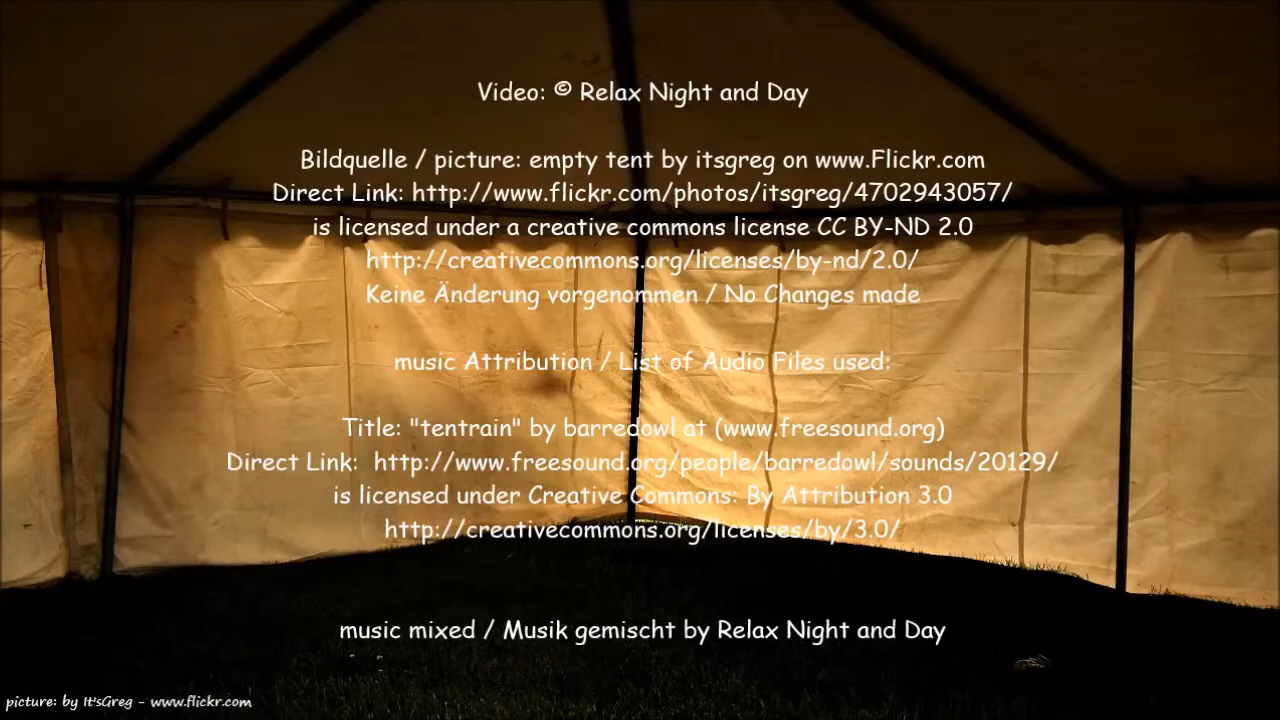 Video: © Relax Night and Day
Bildquelle / picture: empty tent by itsgreg on www.Flickr.com
Direct Link: http://www.flickr.com/photos/itsgreg/4702943057/
is licensed under a creative commons license CC BY-ND 2.0
http://creativecommons.org/licenses/by-nd/2.0/
Keine Änderung vorgenommen / No Changes made
music Attribution / List of Audio Files used:
Title: "tentrain" by barredowl at (www.freesound.org)
Direct Link:  http://www.freesound.org/people/barredowl/sounds/20129/
is licensed under Creative Commons: By Attribution 3.0
http://creativecommons.org/licenses/by/3.0/
music mixed / Musik gemischt by Relax Night and Day
picture: by It'sGreg - www.flickr.com